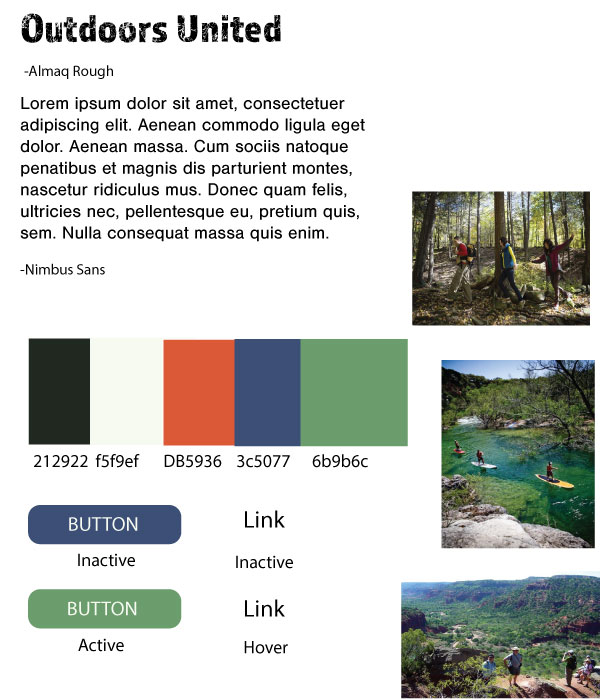 Outdoors United
-Almaq Rough
Lorem ipsum dolor sit amet, consectetuer
adipiscing elit. Aenean commodo ligula eget
dolor. Aenean massa. Cum sociis natoque
penatibus et magnis dis parturient montes,
nascetur ridiculus mus. Donec quam felis,
ultricies nec, pellentesque eu, pretium quis,
sem. Nulla consequat massa quis enim.
-Nimbus Sans
212922 f5f9ef DB5936 3c5077 6b9b6c
BUTTON Link
Inactive Inactive
BUTTON Link
Active Hover